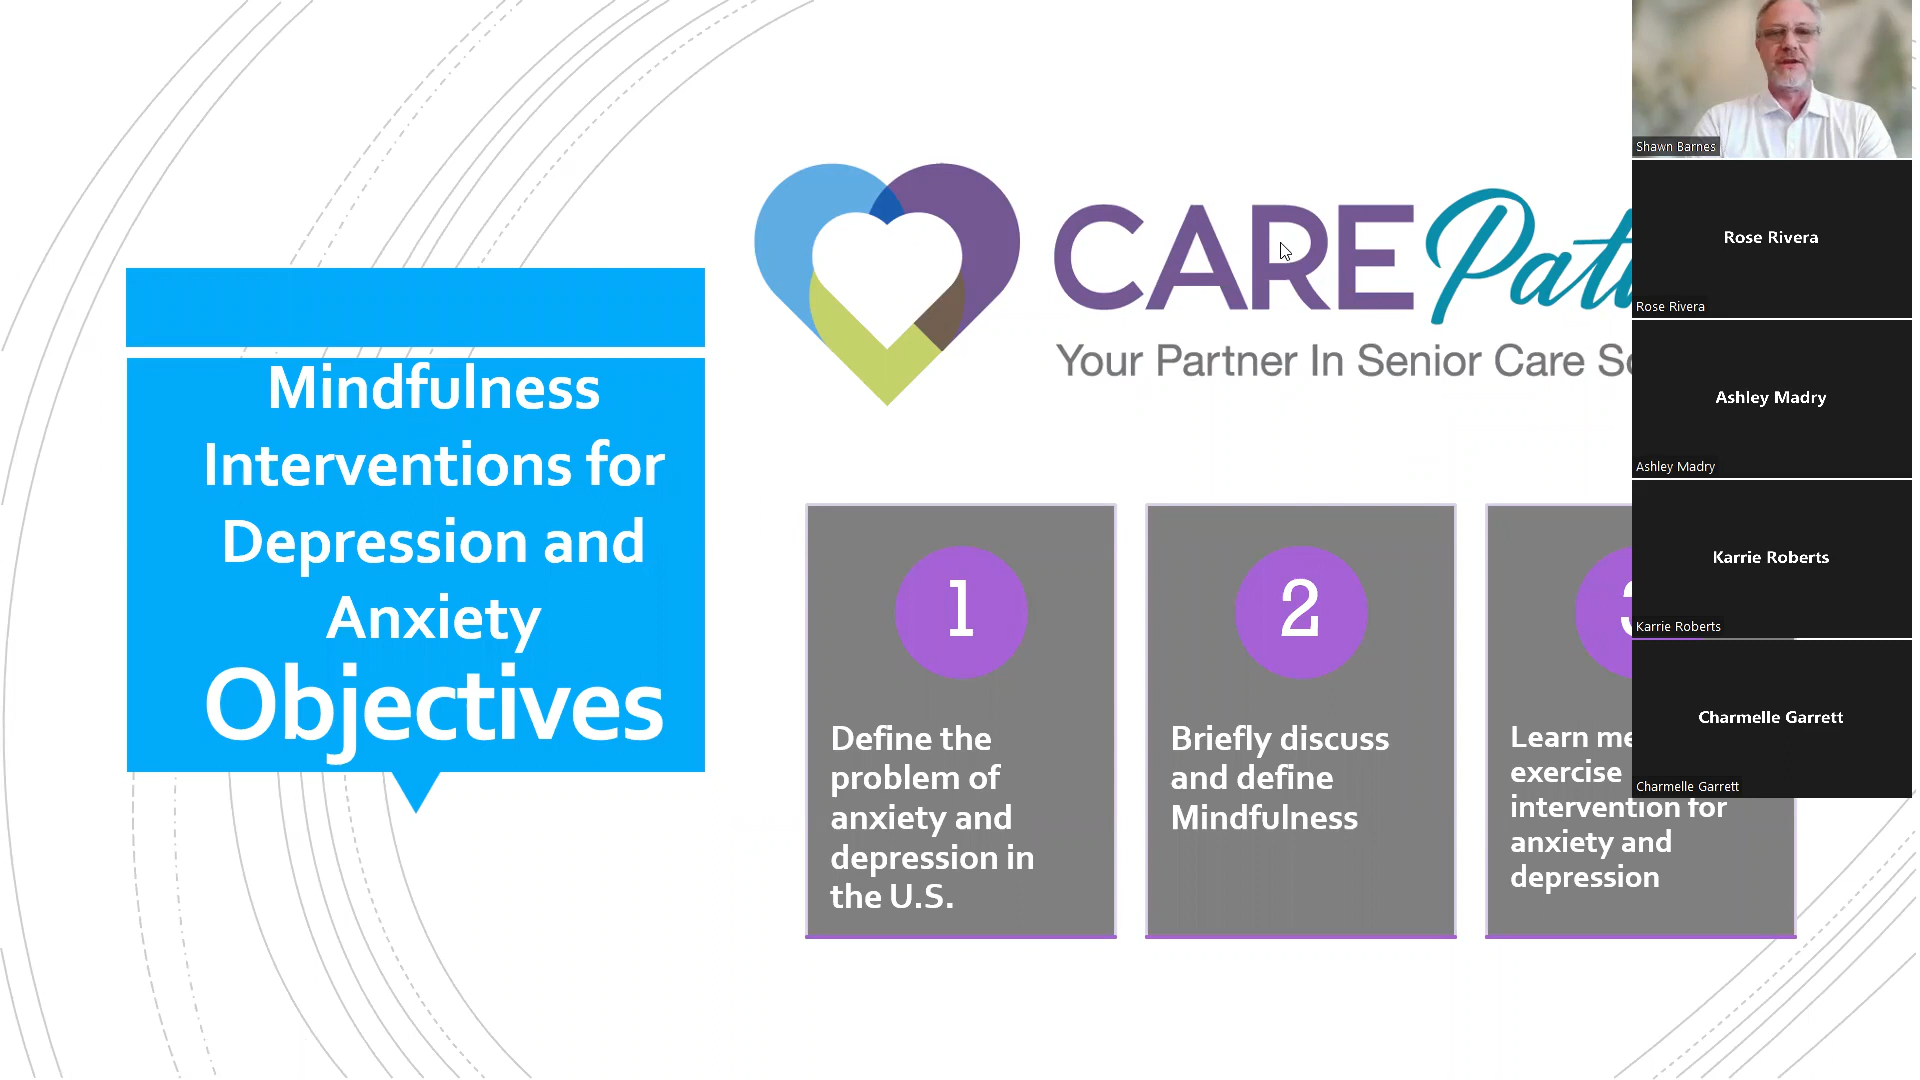 Mindfulness
Interventions for
Depression and
Anxiety
Objectives
CARE
Your Partner In Senior Care
1
Define the
problem of
anxiety and
depression in
the U.S.
2
Briefly discuss
and define
Mindfulness
Learn
exercise
intervention for
anxiety and
depression
Shawn Barnes
Rose Rivera
Rose Rivera
Ashley Madry
Ashley Madry
Karrie Roberts
Karrie Roberts
Charmelle Garrett
Charmelle Garrett